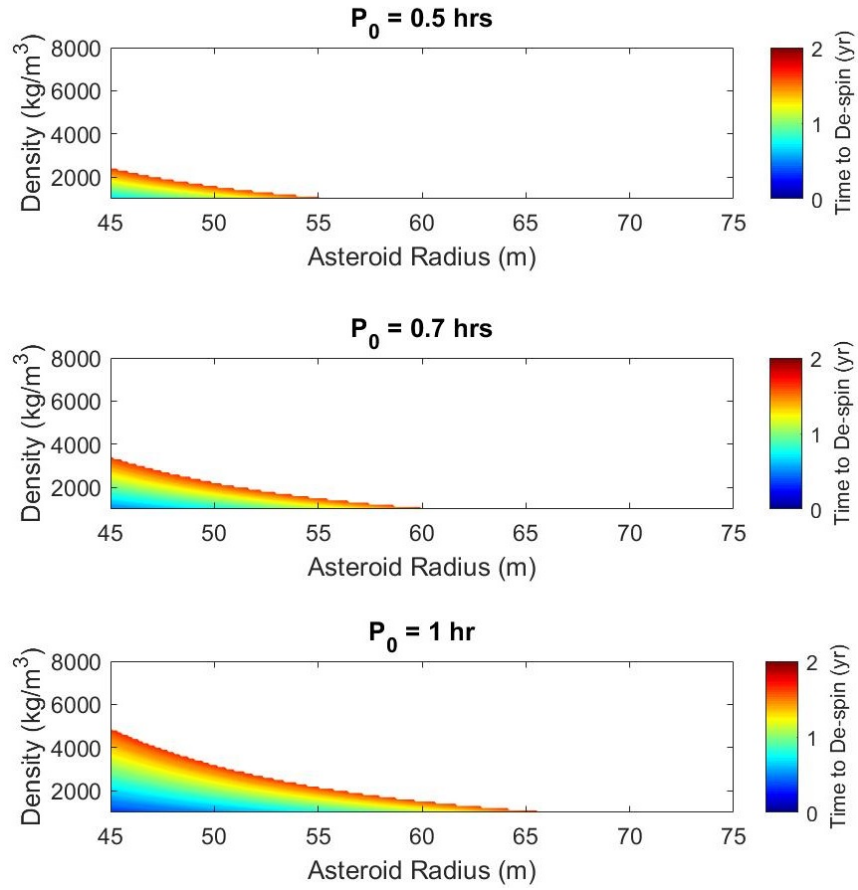 P_0 = 0.5 hrs
8000
6000
4000
2000
Density (kg/m³)
45 50 55 60 65 70 75
Asteroid Radius (m)
2
1
0
Time to De-spin (yr)
P_0 = 0.7 hrs
8000
6000
4000
2000
Density (kg/m³)
45 50 55 60 65 70 75
Asteroid Radius (m)
2
1
0
Time to De-spin (yr)
P_0 = 1 hr
8000
6000
4000
2000
Density (kg/m³)
45 50 55 60 65 70 75
Asteroid Radius (m)
2
1
0
Time to De-spin (yr)